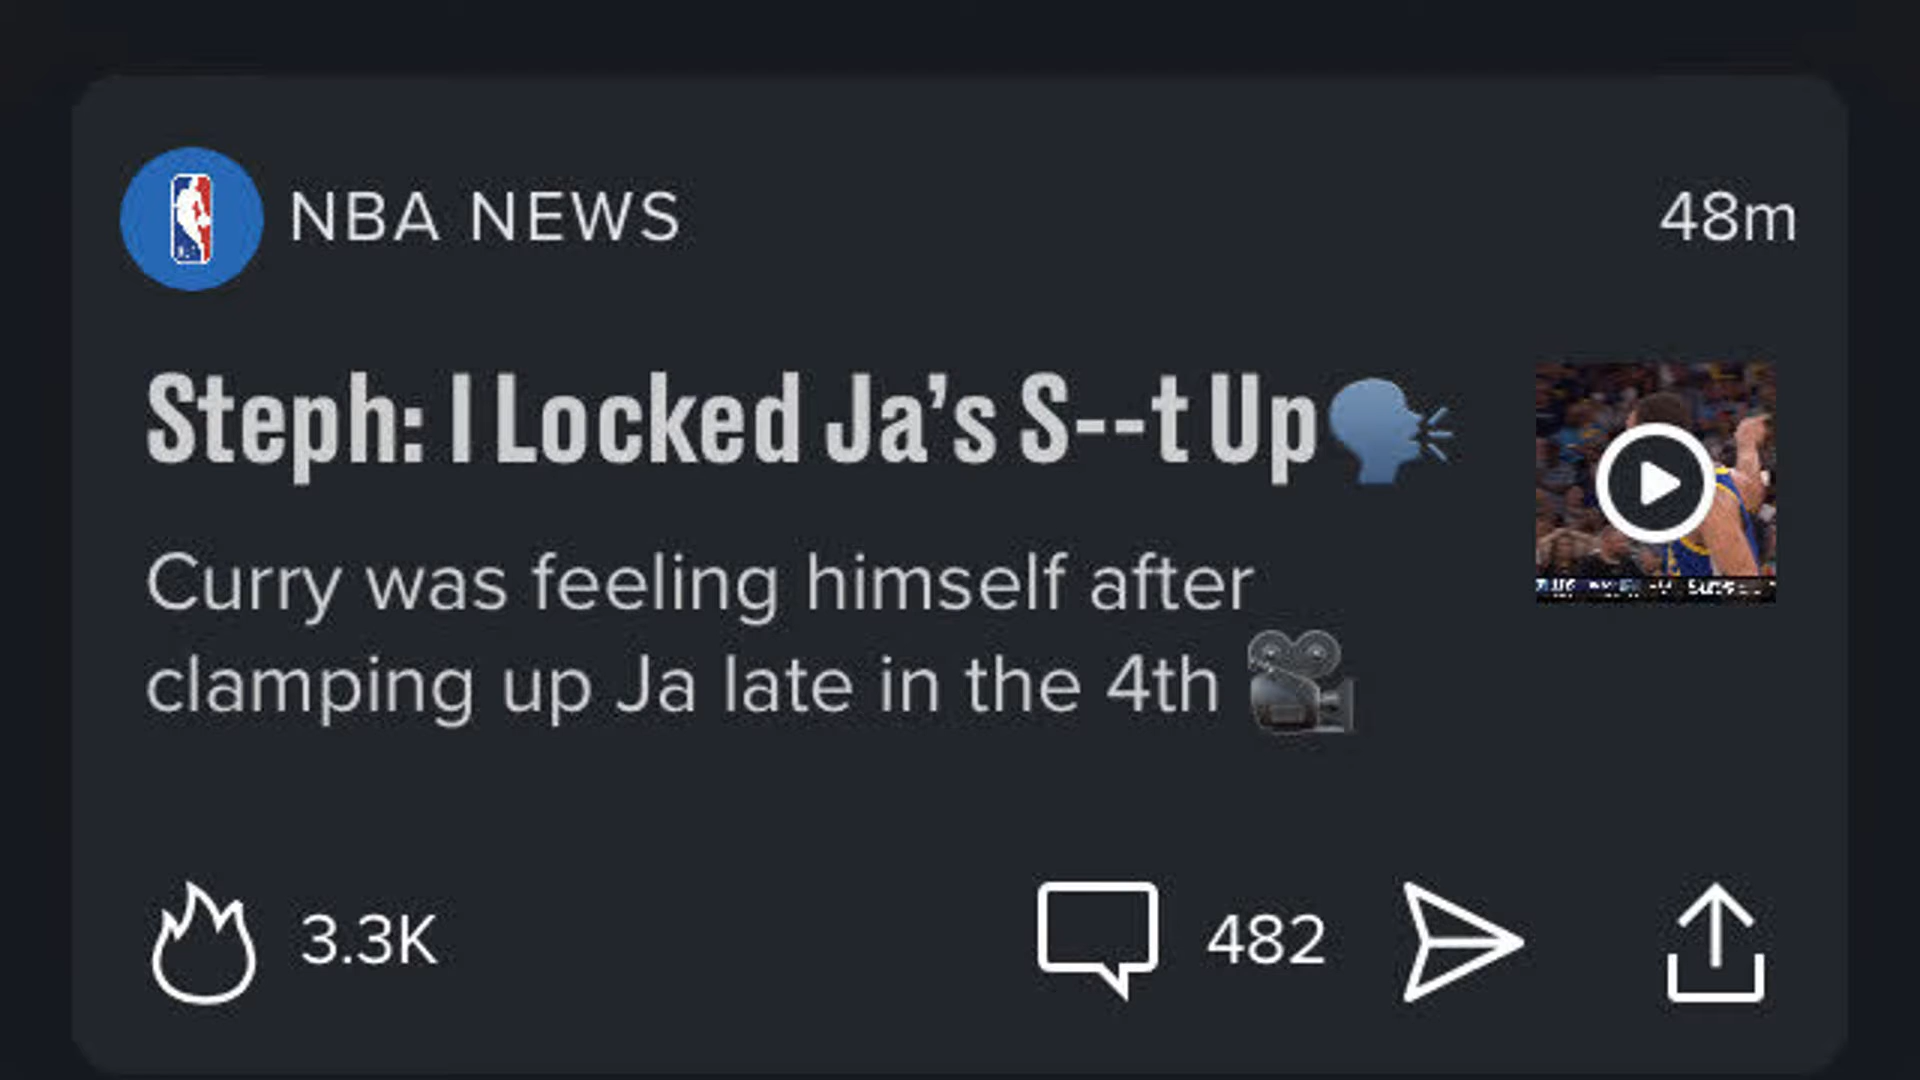 NBA NEWS
48m
Steph: I Locked Ja’s S--t Up🗣️
Curry was feeling himself after
clamping up Ja late in the 4th 🎥
3.3K
482